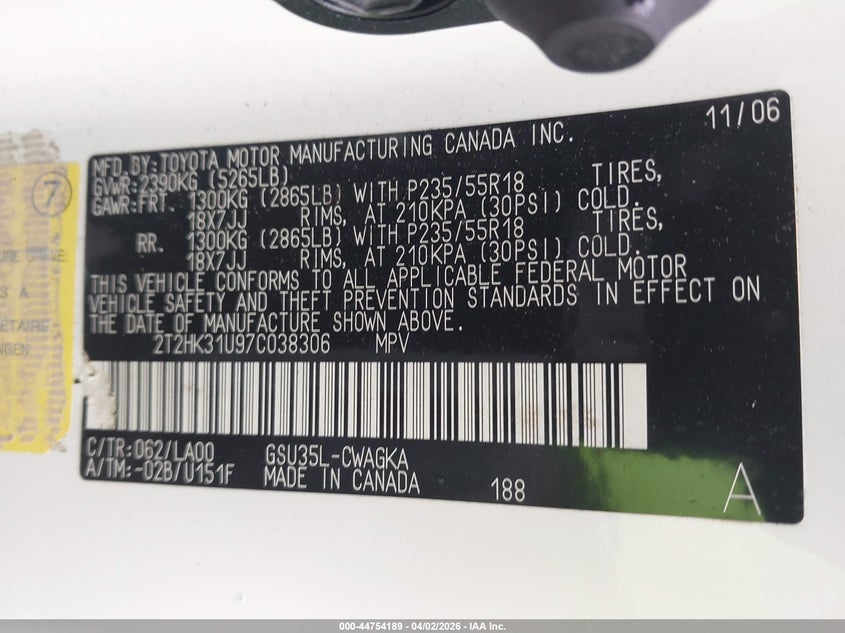 11/06
MFD. BY: TOYOTA MOTOR MANUFACTURING CANADA INC.
GVWR: 2390KG (5265LB)
GAWR: FRT. 1300KG (2865LB) WITH P235/55R18 TIRES,
18X7JJ RIMS, AT 210KPA (30PSI) COLD.
RR. 1300KG (2865LB) WITH P235/55R18 TIRES,
18X7JJ RIMS, AT 210KPA (30PSI) COLD.
THIS VEHICLE CONFORMS TO ALL APPLICABLE FEDERAL MOTOR
VEHICLE SAFETY AND THEFT PREVENTION STANDARDS IN EFFECT ON
THE DATE OF MANUFACTURE SHOWN ABOVE.
2T2HK31U97C038306 MPV
C/TR: 062/LA00 GSU35L-CWAGKA
A/TM: -02B/U151F MADE IN CANADA 188 A
7
S A
000-44754189 - 04/02/2026 - IAA Inc.